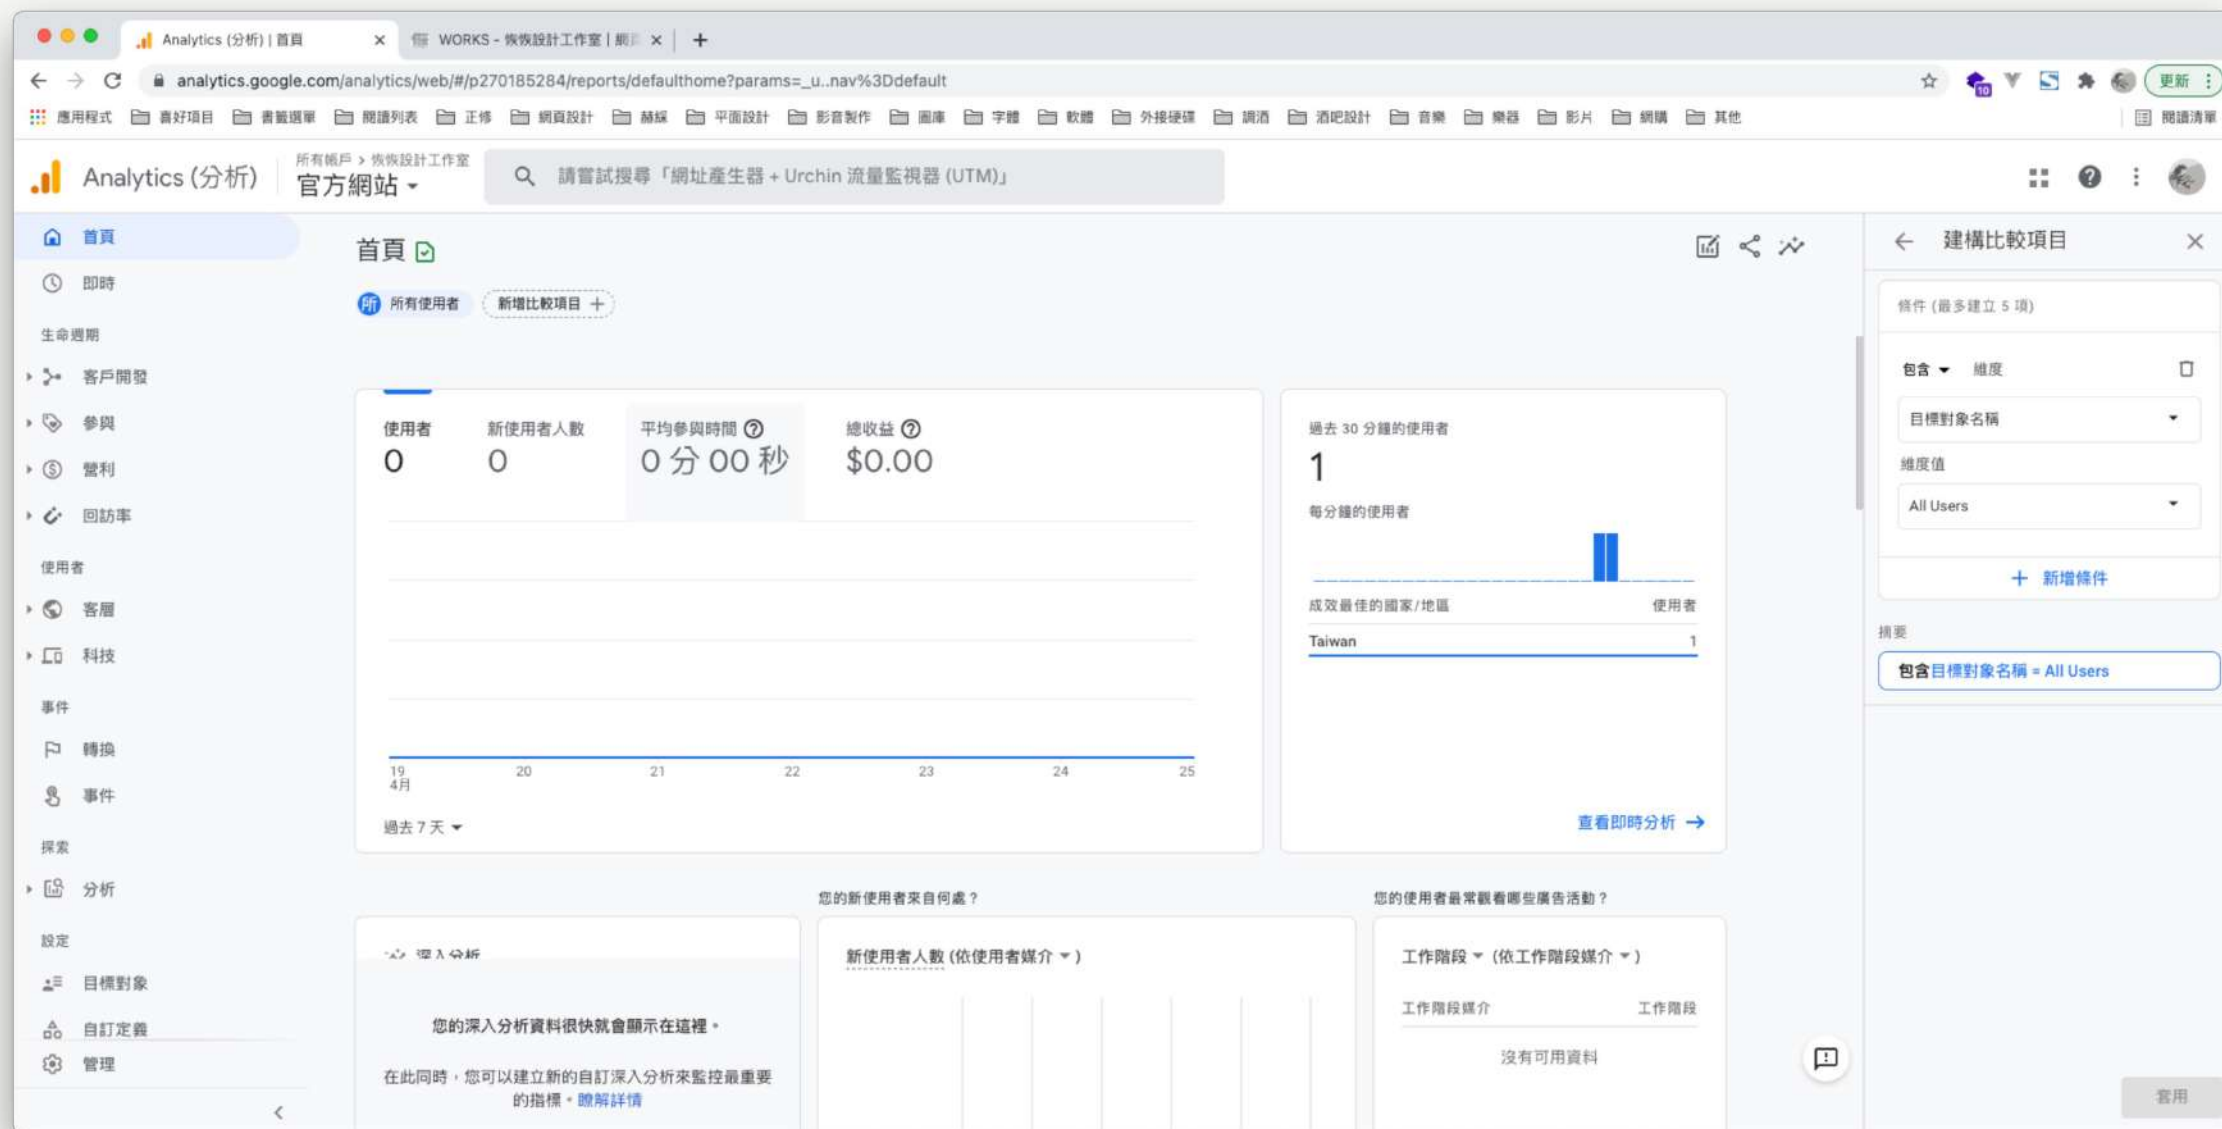 Analytics (分析) | 首頁
WORKS - 恢恢設計工作室 | 網頁
analytics.google.com/analytics/web/#/p270185284/reports/defaulthome?params=_u..nav%3Ddefault
10
更新
應用程式 喜好項目 書籤選單 閱讀列表 正修 網頁設計 赫綵 平面設計 影音製作 圖庫 字體 軟體 外接硬碟 調酒 酒吧設計 音樂 樂器 影片 網購 其他 閱讀清單
Analytics (分析)
所有帳戶 > 恢恢設計工作室
官方網站
請嘗試搜尋「網址產生器 + Urchin 流量監視器 (UTM)」
首頁
即時
生命週期
客戶開發
參與
營利
回訪率
使用者
客層
科技
事件
轉換
事件
探索
分析
設定
目標對象
自訂定義
管理
首頁
所 所有使用者 新增比較項目
使用者 新使用者人數 平均參與時間 總收益
0 0 0 分 00 秒 $0.00
19 20 21 22 23 24 25
4月
過去 7 天
過去 30 分鐘的使用者
1
每分鐘的使用者
成效最佳的國家/地區 使用者
Taiwan 1
查看即時分析
深入分析
您的深入分析資料很快就會顯示在這裡。
在此同時，您可以建立新的自訂深入分析來監控最重要
的指標。瞭解詳情
您的新使用者來自何處？
新使用者人數 (依使用者媒介)
您的使用者最常觀看哪些廣告活動？
工作階段 (依工作階段媒介)
工作階段媒介 工作階段
沒有可用資料
建構比較項目
條件 (最多建立 5 項)
包含 維度
目標對象名稱
維度值
All Users
新增條件
摘要
包含目標對象名稱 = All Users
套用